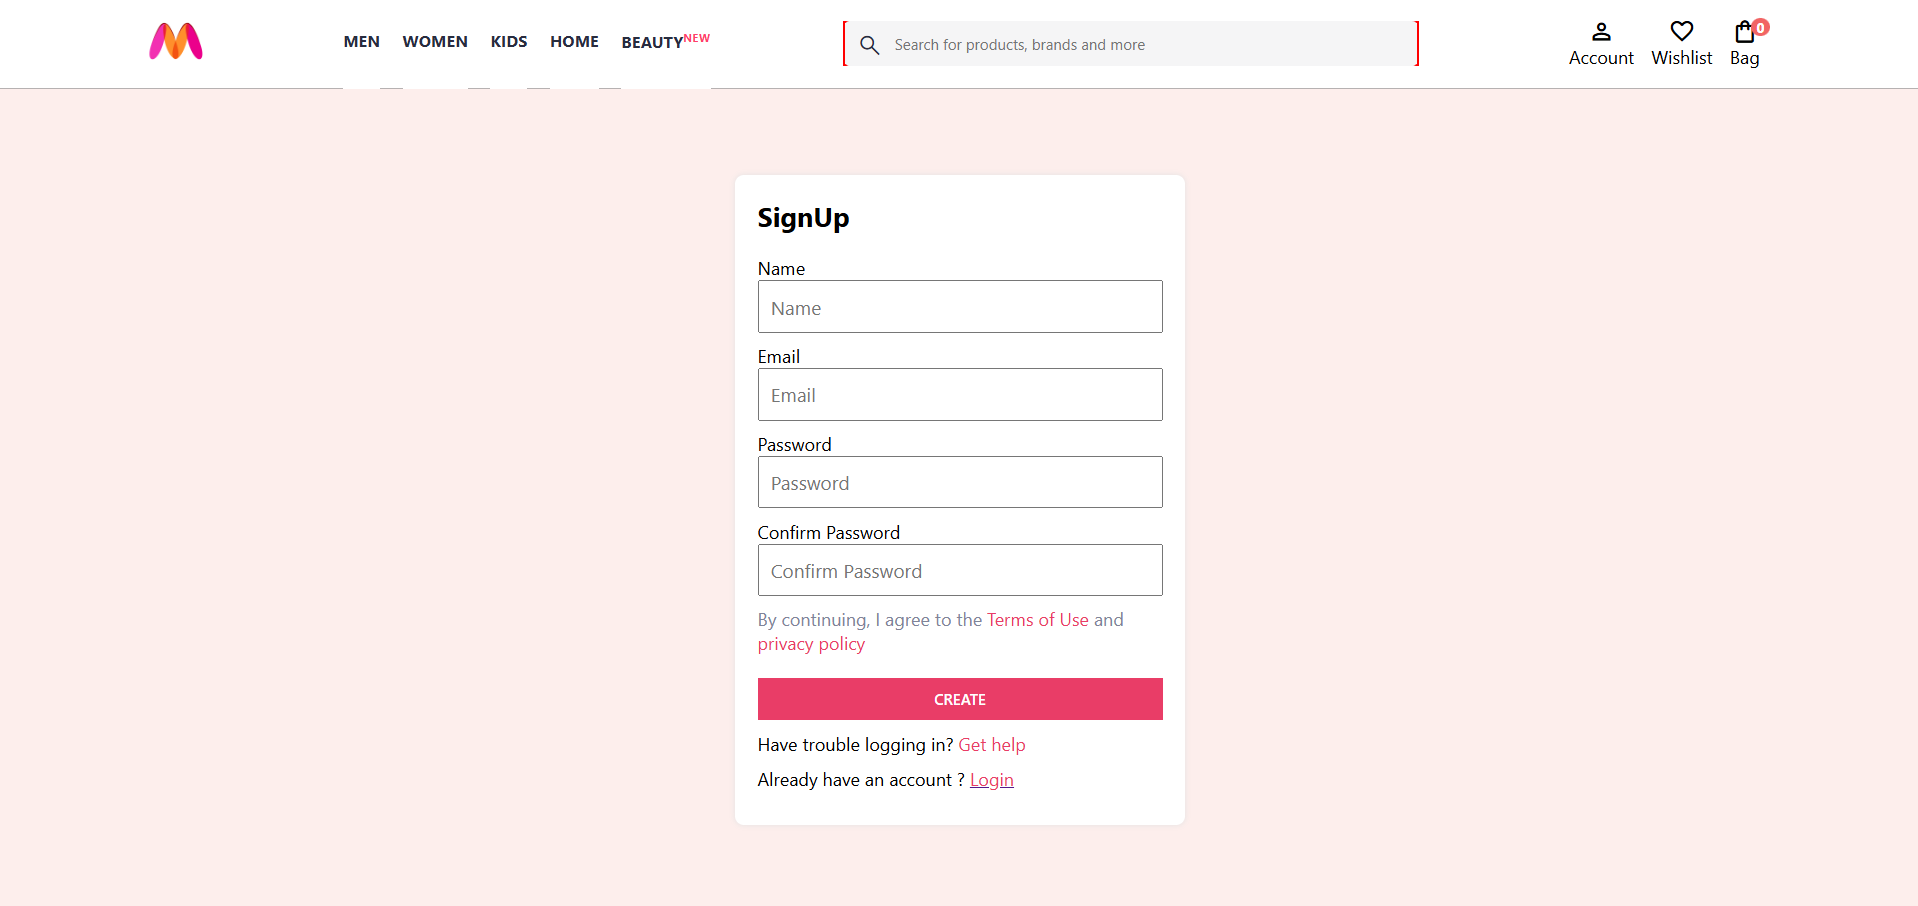 MEN WOMEN KIDS HOME BEAUTYNEW Search for products, brands and more 0
Account Wishlist Bag
SignUp
Name
Name
Email
Email
Password
Password
Confirm Password
Confirm Password
By continuing, I agree to the Terms of Use and
privacy policy
CREATE
Have trouble logging in? Get help
Already have an account ? Login